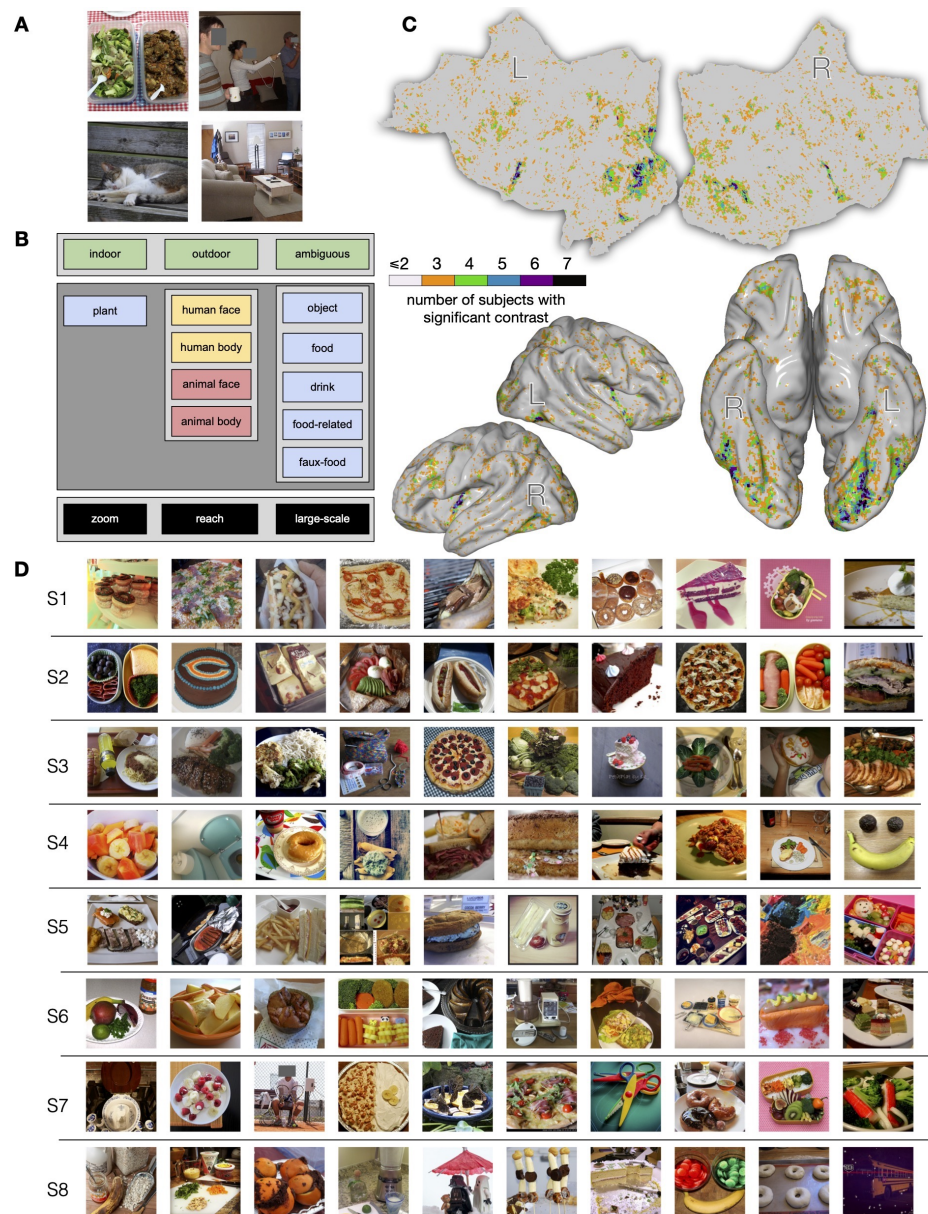 A
B
indoor outdoor ambiguous
plant
human face
human body
animal face
animal body
object
food
drink
food-related
faux-food
zoom reach large-scale
C
L R
⩽2 3 4 5 6 7
number of subjects with
significant contrast
L
R
R L
D
S1
S2
S3
S4
S5
S6
S7
S8